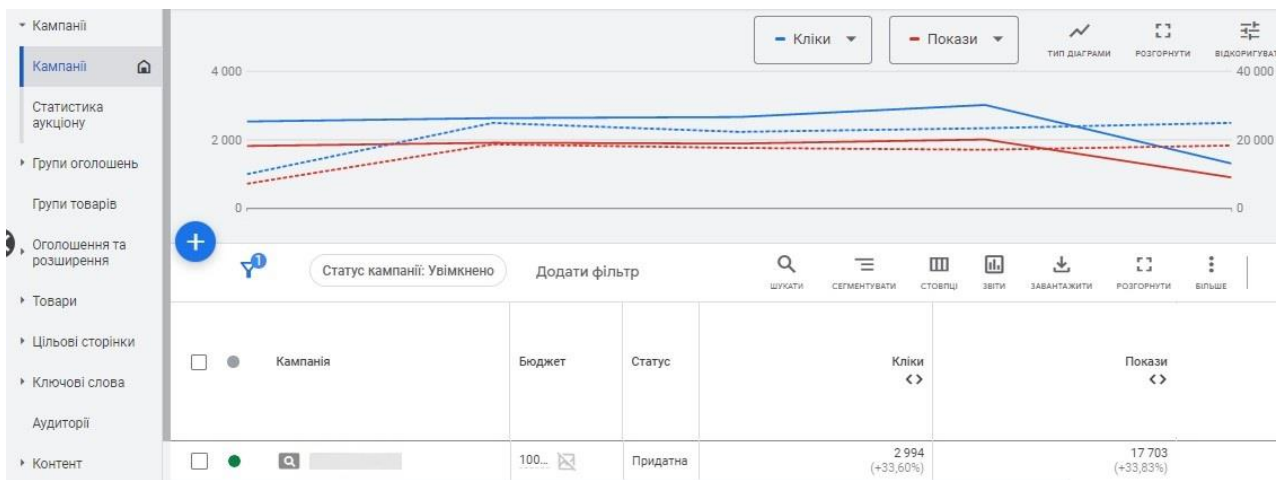 Кампанії
Кампанії
Статистика
аукціону
Групи оголошень
Групи товарів
Оголошення та
розширення
Товари
Цільові сторінки
Ключові слова
Аудиторії
Контент
Кліки
Покази
ТИП ДІАГРАМИ
РОЗГОРНУТИ
ВІДКОРИГУВАТ
4 000
2 000
0
40 000
20 000
0
1
Статус кампанії: Увімкнено
Додати фільтр
ШУКАТИ
СЕГМЕНТУВАТИ
СТОВПЦІ
ЗВІТИ
ЗАВАНТАЖИТИ
РОЗГОРНУТИ
БІЛЬШЕ
Кампанія
Бюджет
Статус
Кліки
<>
Покази
<>
100...
Придатна
2 994
(+33,60%)
17 703
(+33,83%)